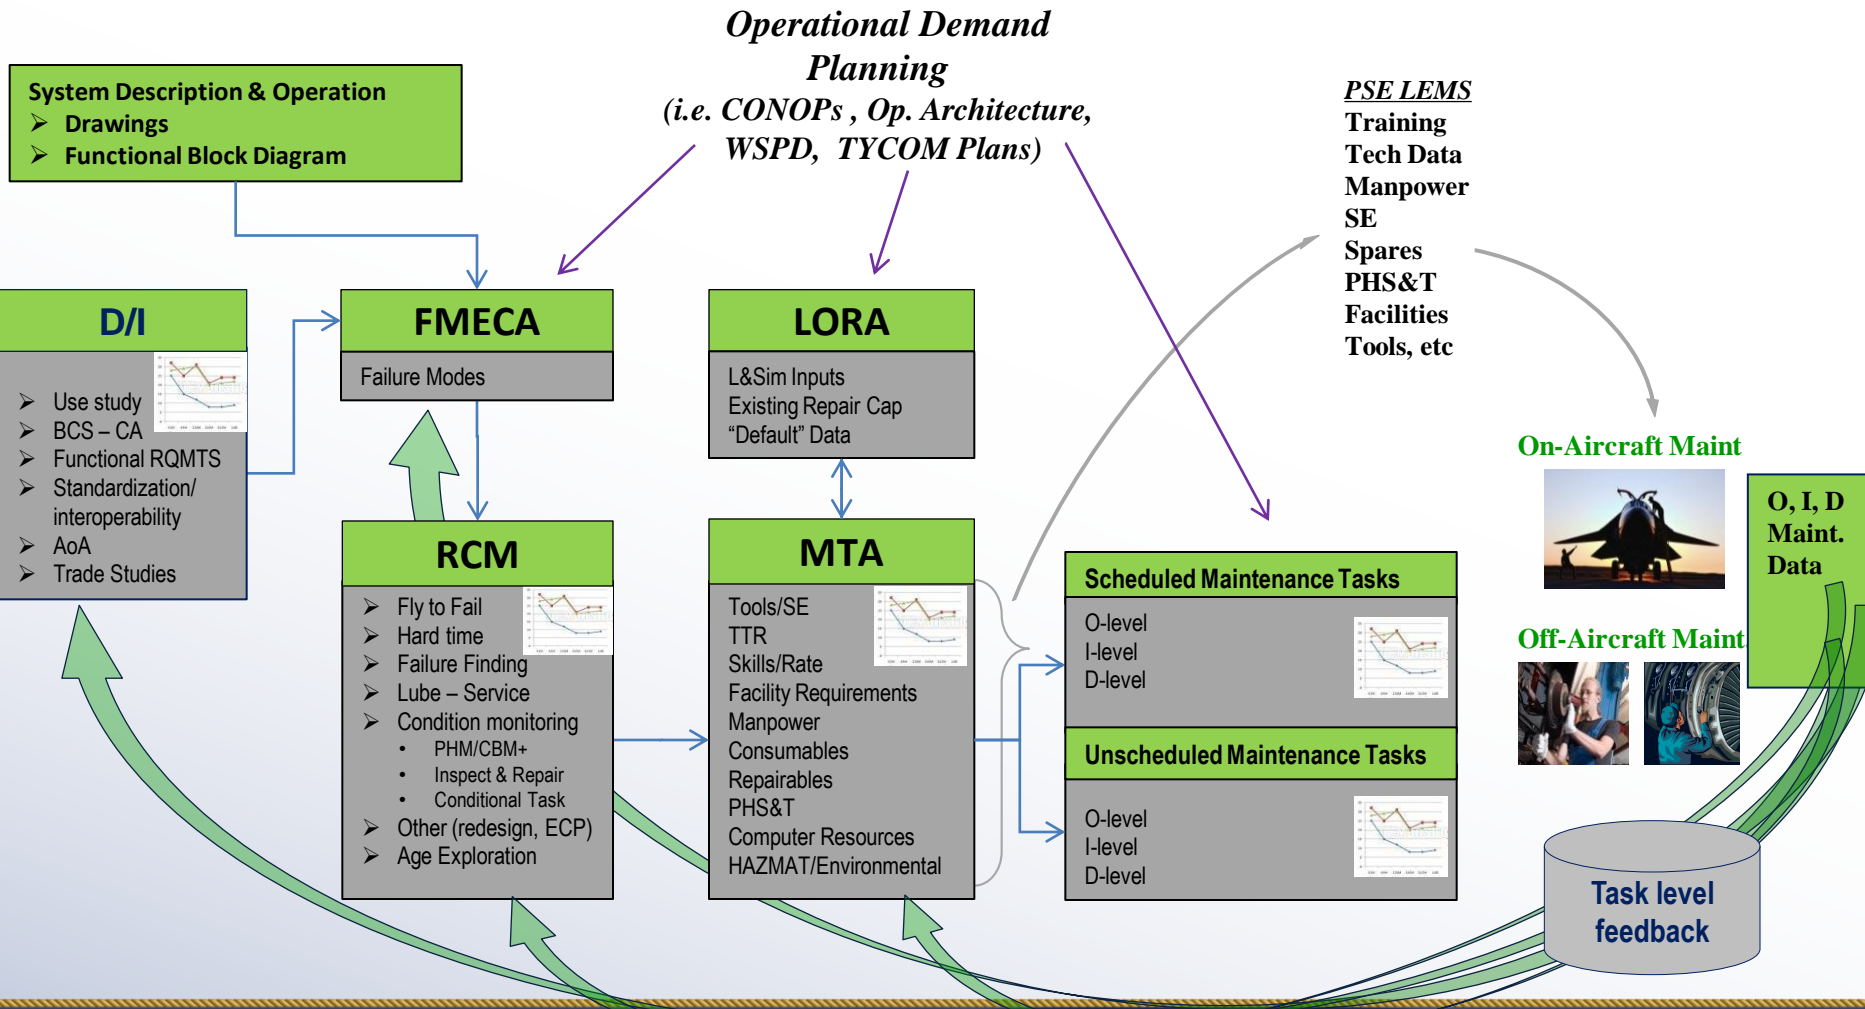 Operational Demand
Planning
(i.e. CONOPs , Op. Architecture,
WSPD,  TYCOM Plans)
System Description & Operation
➢ Drawings
➢ Functional Block Diagram
PSE LEMS
Training
Tech Data
Manpower
SE
Spares
PHS&T
Facilities
Tools, etc
D/I
➢ Use study
➢ BCS – CA
➢ Functional RQMTS
➢ Standardization/
interoperability
➢ AoA
➢ Trade Studies
FMECA
Failure Modes
LORA
L&Sim Inputs
Existing Repair Cap
“Default” Data
RCM
➢ Fly to Fail
➢ Hard time
➢ Failure Finding
➢ Lube – Service
➢ Condition monitoring
• PHM/CBM+
• Inspect & Repair
• Conditional Task
➢ Other (redesign, ECP)
➢ Age Exploration
MTA
Tools/SE
TTR
Skills/Rate
Facility Requirements
Manpower
Consumables
Repairables
PHS&T
Computer Resources
HAZMAT/Environmental
Scheduled Maintenance Tasks
O-level
I-level
D-level
Unscheduled Maintenance Tasks
O-level
I-level
D-level
On-Aircraft Maint
Off-Aircraft Maint
O, I, D
Maint.
Data
Task level
feedback